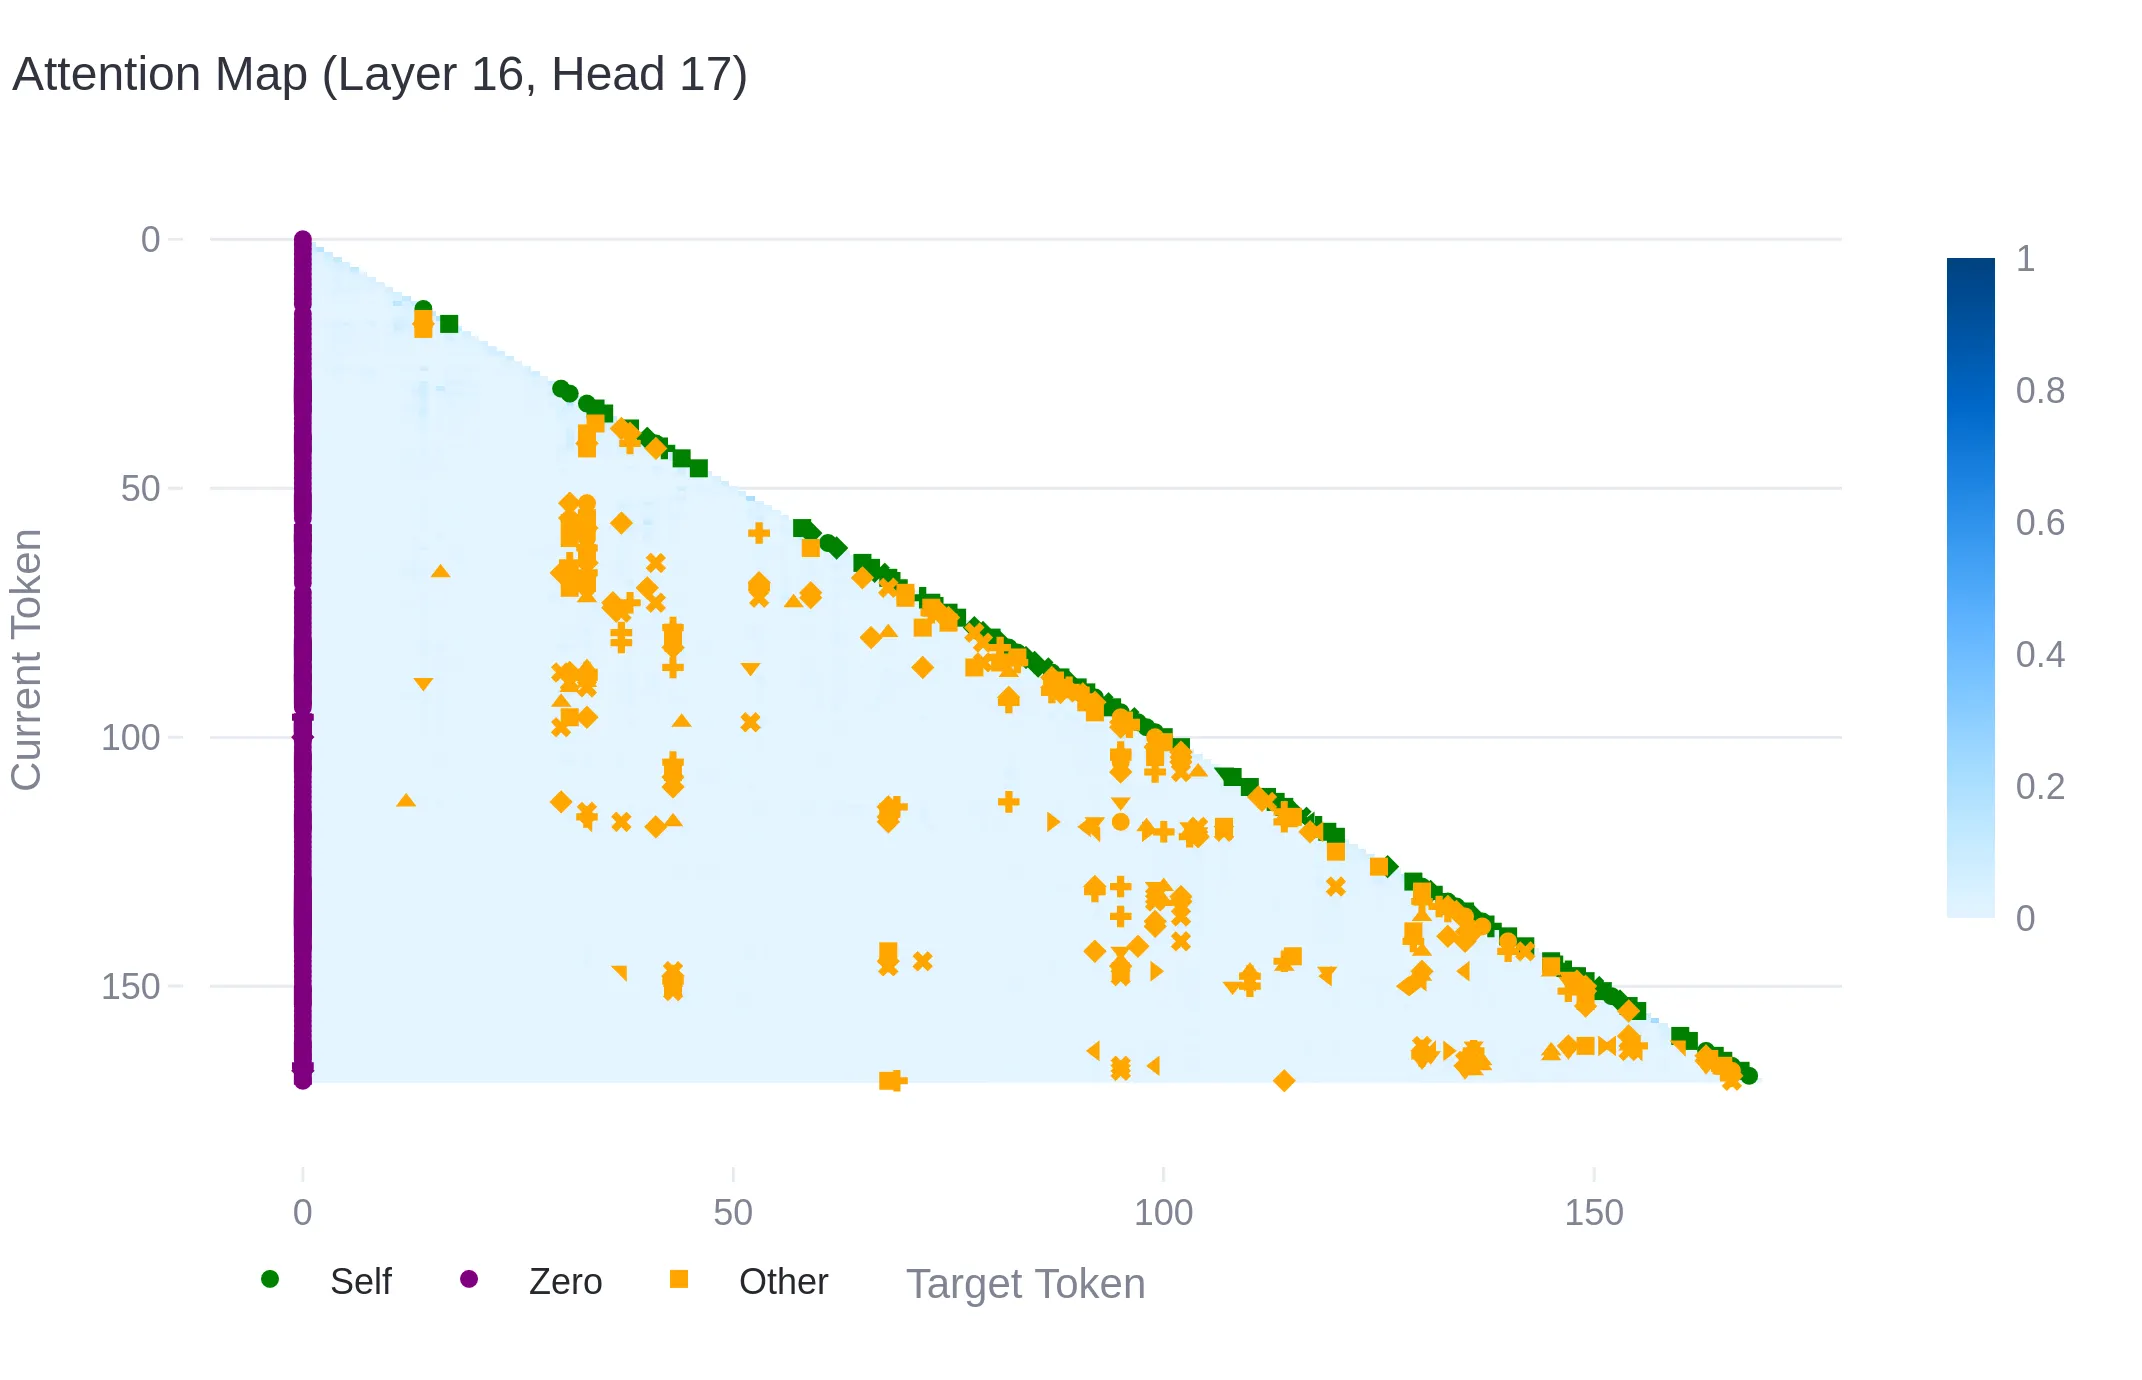 Attention Map (Layer 16, Head 17)
0
50
100
150
Current Token
0
50
100
150
Target Token
Self
Zero
Other
1
0.8
0.6
0.4
0.2
0